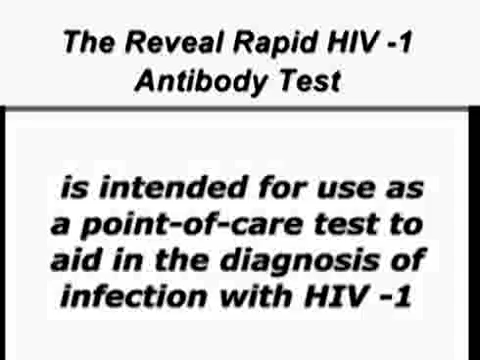 The Reveal Rapid HIV -1
Antibody Test
is intended for use as
a point-of-care test to
aid in the diagnosis of
infection with HIV -1